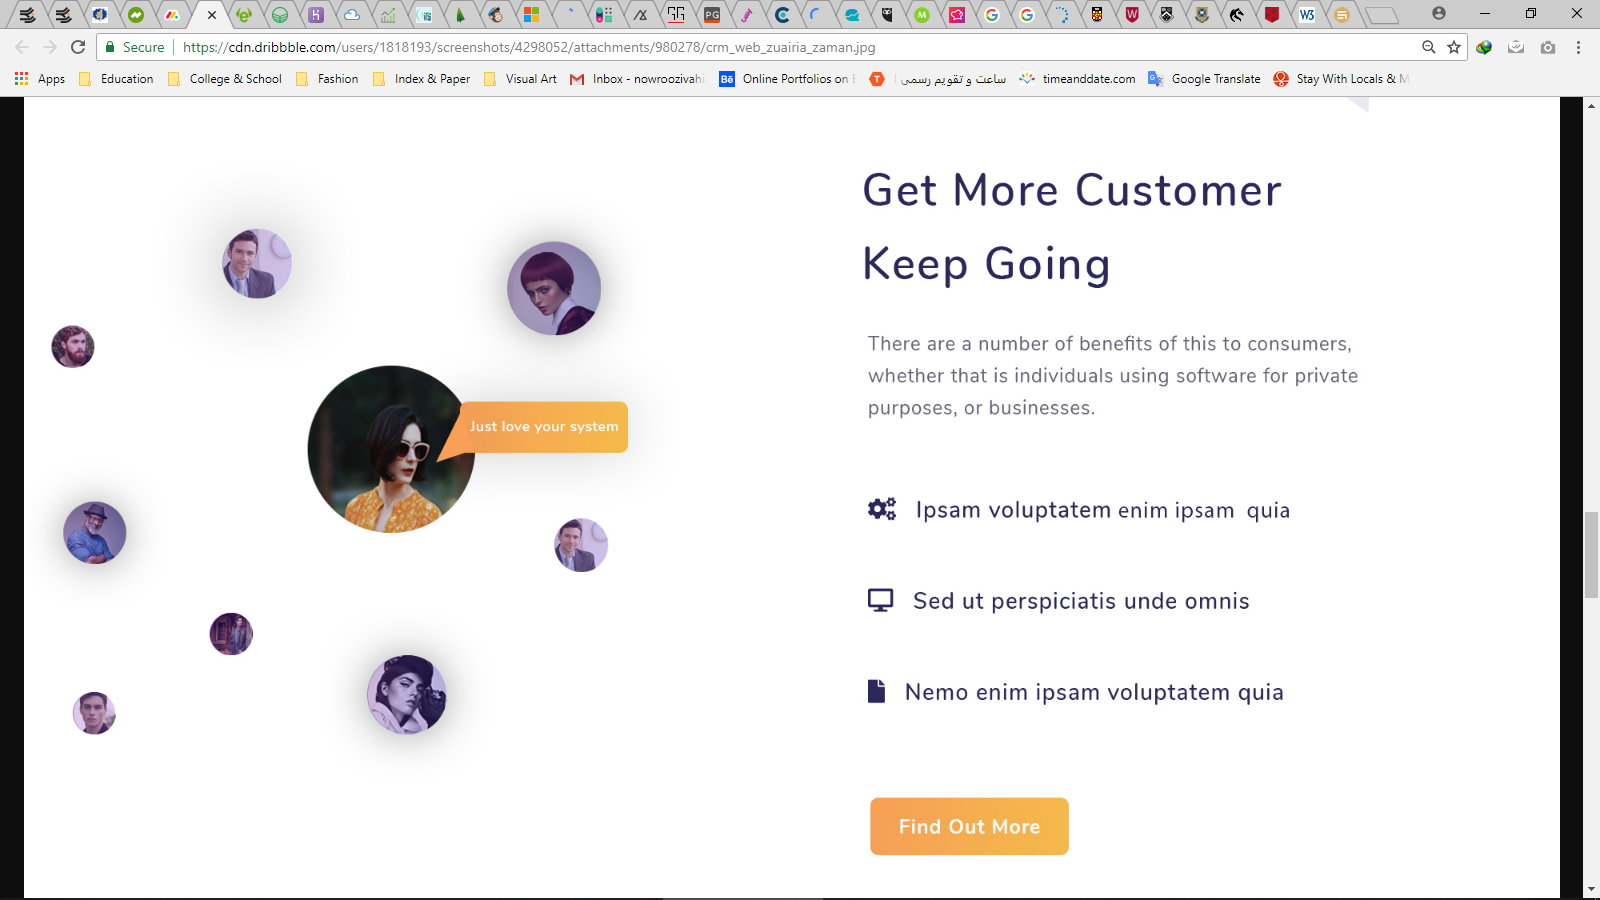 Secure
https://cdn.dribbble.com/users/1818193/screenshots/4298052/attachments/980278/crm_web_zuairia_zaman.jpg
Apps
Education
College & School
Fashion
Index & Paper
Visual Art
Inbox - nowroozivahi
Online Portfolios on
ساعت و تقویم رسمی
timeanddate.com
Google Translate
Stay With Locals & M
Get More Customer
Keep Going
There are a number of benefits of this to consumers,
whether that is individuals using software for private
purposes, or businesses.
Just love your system
Ipsam voluptatem enim ipsam quia
Sed ut perspiciatis unde omnis
Nemo enim ipsam voluptatem quia
Find Out More